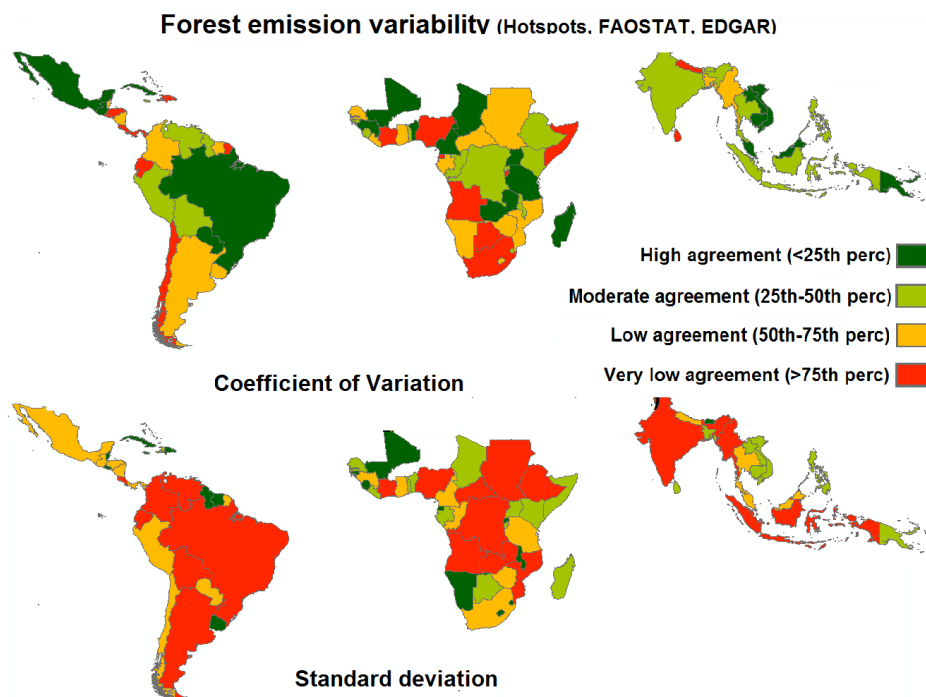 Forest emission variability (Hotspots, FAOSTAT, EDGAR)
High agreement (<25th perc)
Moderate agreement (25th-50th perc)
Low agreement (50th-75th perc)
Very low agreement (>75th perc)
Coefficient of Variation
Standard deviation